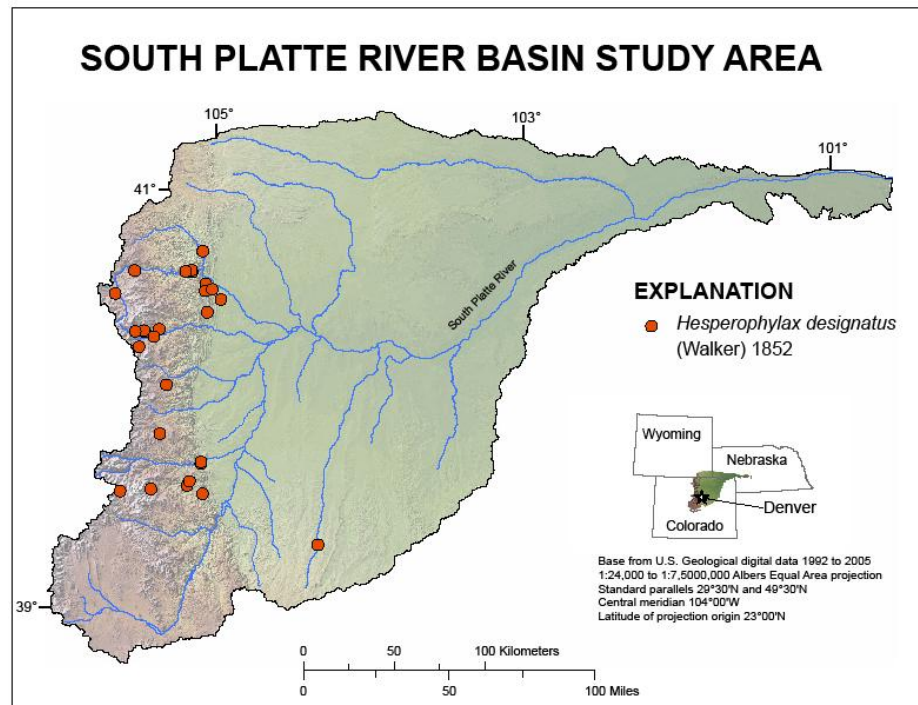 SOUTH PLATTE RIVER BASIN STUDY AREA
105°
103°
101°
41°
South Platte River
EXPLANATION
Hesperophylax designatus
(Walker) 1852
Wyoming
Nebraska
Denver
Colorado
Base from U.S. Geological digital data 1992 to 2005
1:24,000 to 1:7,5000,000 Albers Equal Area projection
Standard parallels 29°30'N and 49°30'N
Central meridian 104°00'W
Latitude of projection origin 23°00'N
39°
0 50 100 Kilometers
0 50 100 Miles